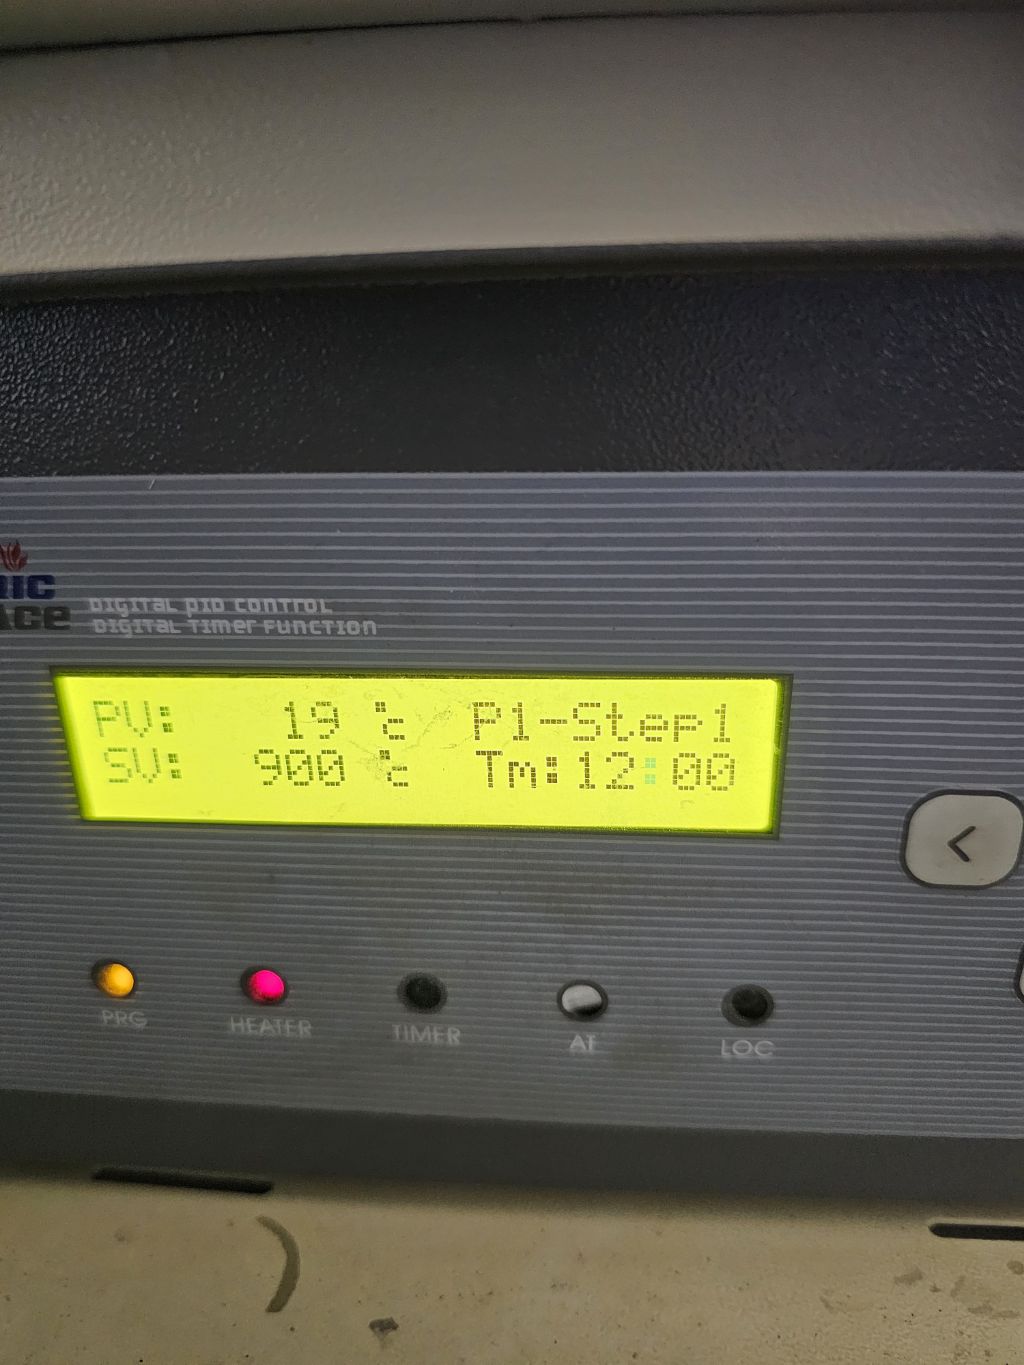 DIGITAL PID CONTROL
DIGITAL TIMER FUNCTION
PV: 19 ℃ P1-Step1
SV: 900 ℃ Tm:12:00
<
PRG HEATER TIMER AT LOC